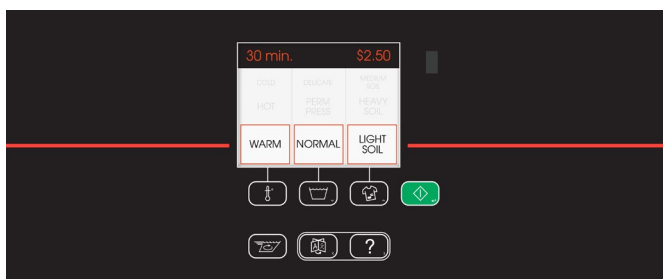 30 min. $2.50
COLD DELICATE MEDIUM
SOIL
HOT PERM
PRESS HEAVY
SOIL
WARM NORMAL LIGHT
SOIL
?